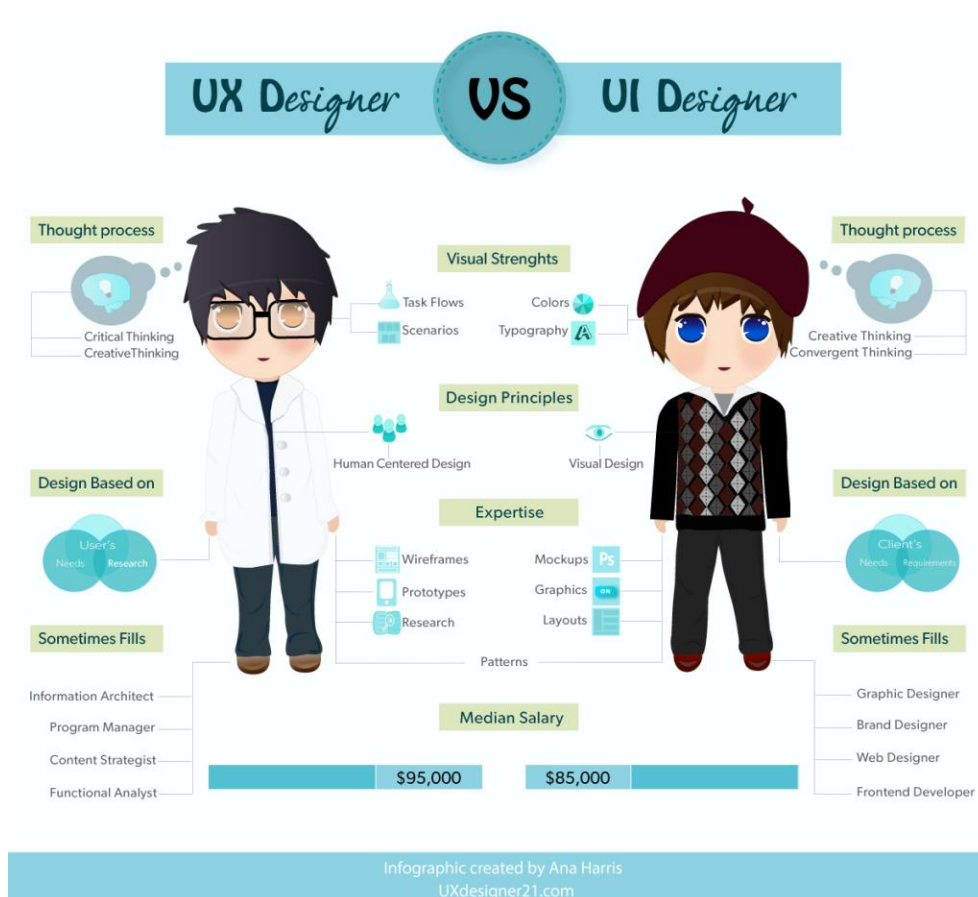 UX Designer
VS
UI Designer
Thought process
Critical Thinking
CreativeThinking
Visual Strenghts
Task Flows
Scenarios
Colors
Typography
A
Thought process
Creative Thinking
Convergent Thinking
Design Principles
Human Centered Design
Visual Design
Design Based on
User's
Needs
Research
Expertise
Wireframes
Prototypes
Research
Mockups
Ps
Graphics
ON
Layouts
Patterns
Design Based on
Client's
Needs
Requirements
Sometimes Fills
Information Architect
Program Manager
Content Strategist
Functional Analyst
Median Salary
$95,000
$85,000
Sometimes Fills
Graphic Designer
Brand Designer
Web Designer
Frontend Developer
Infographic created by Ana Harris
UXdesigner21.com